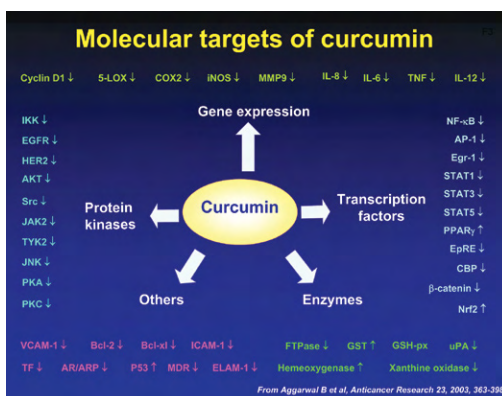 Molecular targets of curcumin
Cyclin D1↓ 5-LOX↓ COX2↓ iNOS↓ MMP9↓ IL-8↓ IL-6↓ TNF↓ IL-12↓
Gene expression
IKK↓
EGFR↓
HER2↓
AKT↓
Src↓
JAK2↓
TYK2↓
JNK↓
PKA↓
PKC↓
Protein
kinases
Curcumin
Transcription
factors
NF-κB↓
AP-1↓
Egr-1↓
STAT1↓
STAT3↓
STAT5↓
PPARγ↑
EpRE↓
CBP↓
β-catenin↓
Nrf2↑
Others
Enzymes
VCAM-1↓ Bcl-2↓ Bcl-xl↓ ICAM-1↓
TF↓ AR/ARP↓ P53↑ MDR↓ ELAM-1↓
FTPase↓ GST↑ GSH-px uPA↓
Hemeoxygenase↑ Xanthine oxidase↓
From Aggarwal B et al, Anticancer Research 23, 2003, 363-398